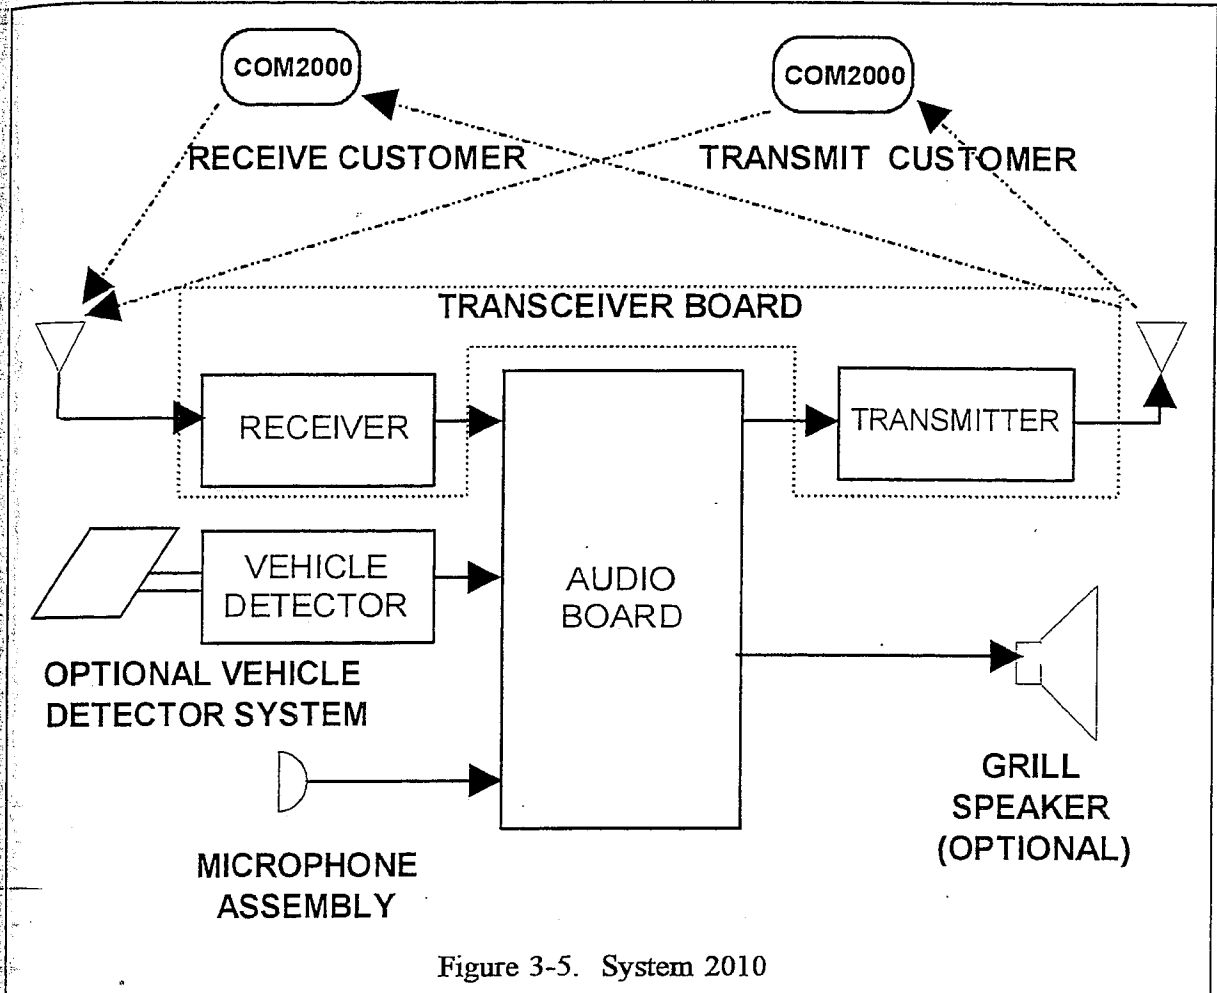 COM2000
COM2000
RECEIVE CUSTOMER
TRANSMIT CUSTOMER
TRANSCEIVER BOARD
RECEIVER
TRANSMITTER
VEHICLE
DETECTOR
AUDIO
BOARD
OPTIONAL VEHICLE
DETECTOR SYSTEM
GRILL
SPEAKER
(OPTIONAL)
MICROPHONE
ASSEMBLY
Figure 3-5. System 2010